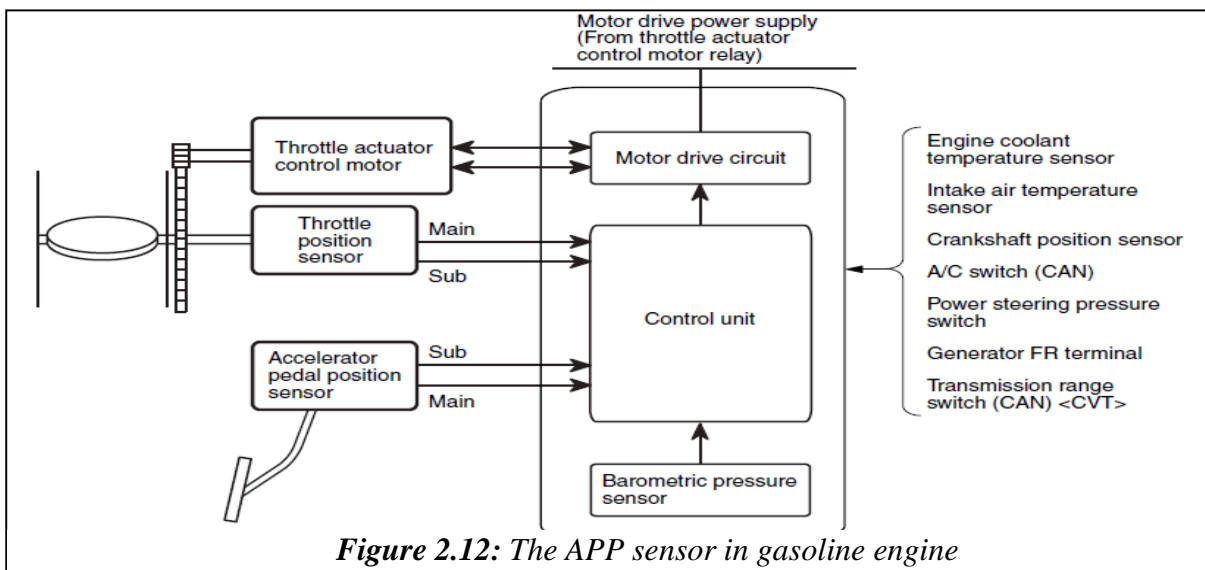 Motor drive power supply
(From throttle actuator
control motor relay)
Throttle actuator
control motor
Motor drive circuit
Throttle
position
sensor
Main
Sub
Control unit
Accelerator
pedal position
sensor
Sub
Main
Barometric pressure
sensor
Engine coolant
temperature sensor
Intake air temperature
sensor
Crankshaft position sensor
A/C switch (CAN)
Power steering pressure
switch
Generator FR terminal
Transmission range
switch (CAN) <CVT>
Figure 2.12: The APP sensor in gasoline engine